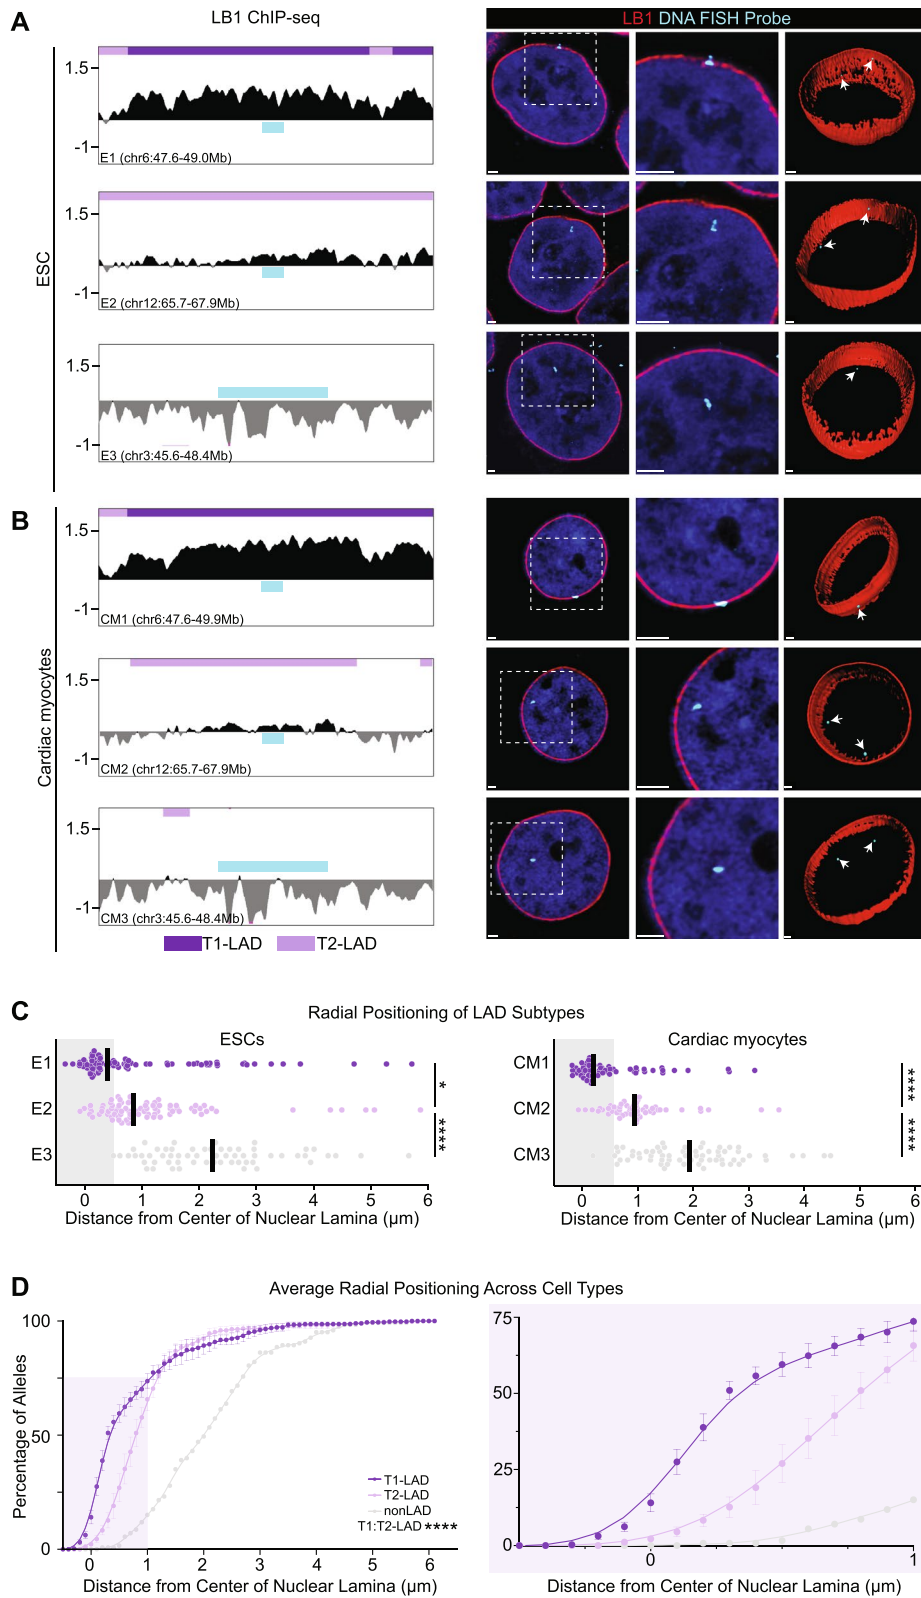 A
LB1 ChIP-seq
LB1 DNA FISH Probe
ESC
1.5
-1
E1 (chr6:47.6-49.0Mb)
1.5
-1
E2 (chr12:65.7-67.9Mb)
1.5
-1
E3 (chr3:45.6-48.4Mb)
B
Cardiac myocytes
1.5
-1
CM1 (chr6:47.6-49.9Mb)
1.5
-1
CM2 (chr12:65.7-67.9Mb)
1.5
-1
CM3 (chr3:45.6-48.4Mb)
T1-LAD T2-LAD
C
Radial Positioning of LAD Subtypes
ESCs
E1
E2
E3
*
****
0 1 2 3 4 5 6
Distance from Center of Nuclear Lamina (µm)
Cardiac myocytes
CM1
CM2
CM3
****
****
0 1 2 3 4 5 6
Distance from Center of Nuclear Lamina (µm)
D
Average Radial Positioning Across Cell Types
Percentage of Alleles
100
50
0
T1-LAD
T2-LAD
nonLAD
T1:T2-LAD ****
0 1 2 3 4 5 6
Distance from Center of Nuclear Lamina (µm)
75
50
25
0
0 1
Distance from Center of Nuclear Lamina (µm)